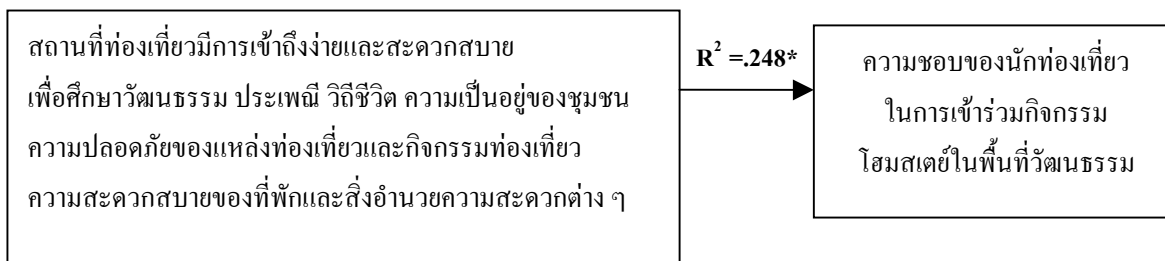 สถานที่ท่องเที่ยวมีการเข้าถึงง่ายและสะดวกสบาย
เพื่อศึกษาวัฒนธรรม ประเพณี วิถีชีวิต ความเป็นอยู่ของชุมชน
ความปลอดภัยของแหล่งท่องเที่ยวและกิจกรรมท่องเที่ยว
ความสะดวกสบายของที่พักและสิ่งอำนวยความสะดวกต่าง ๆ
R² =.248*
ความชอบของนักท่องเที่ยว
ในการเข้าร่วมกิจกรรม
โฮมสเตย์ในพื้นที่วัฒนธรรม